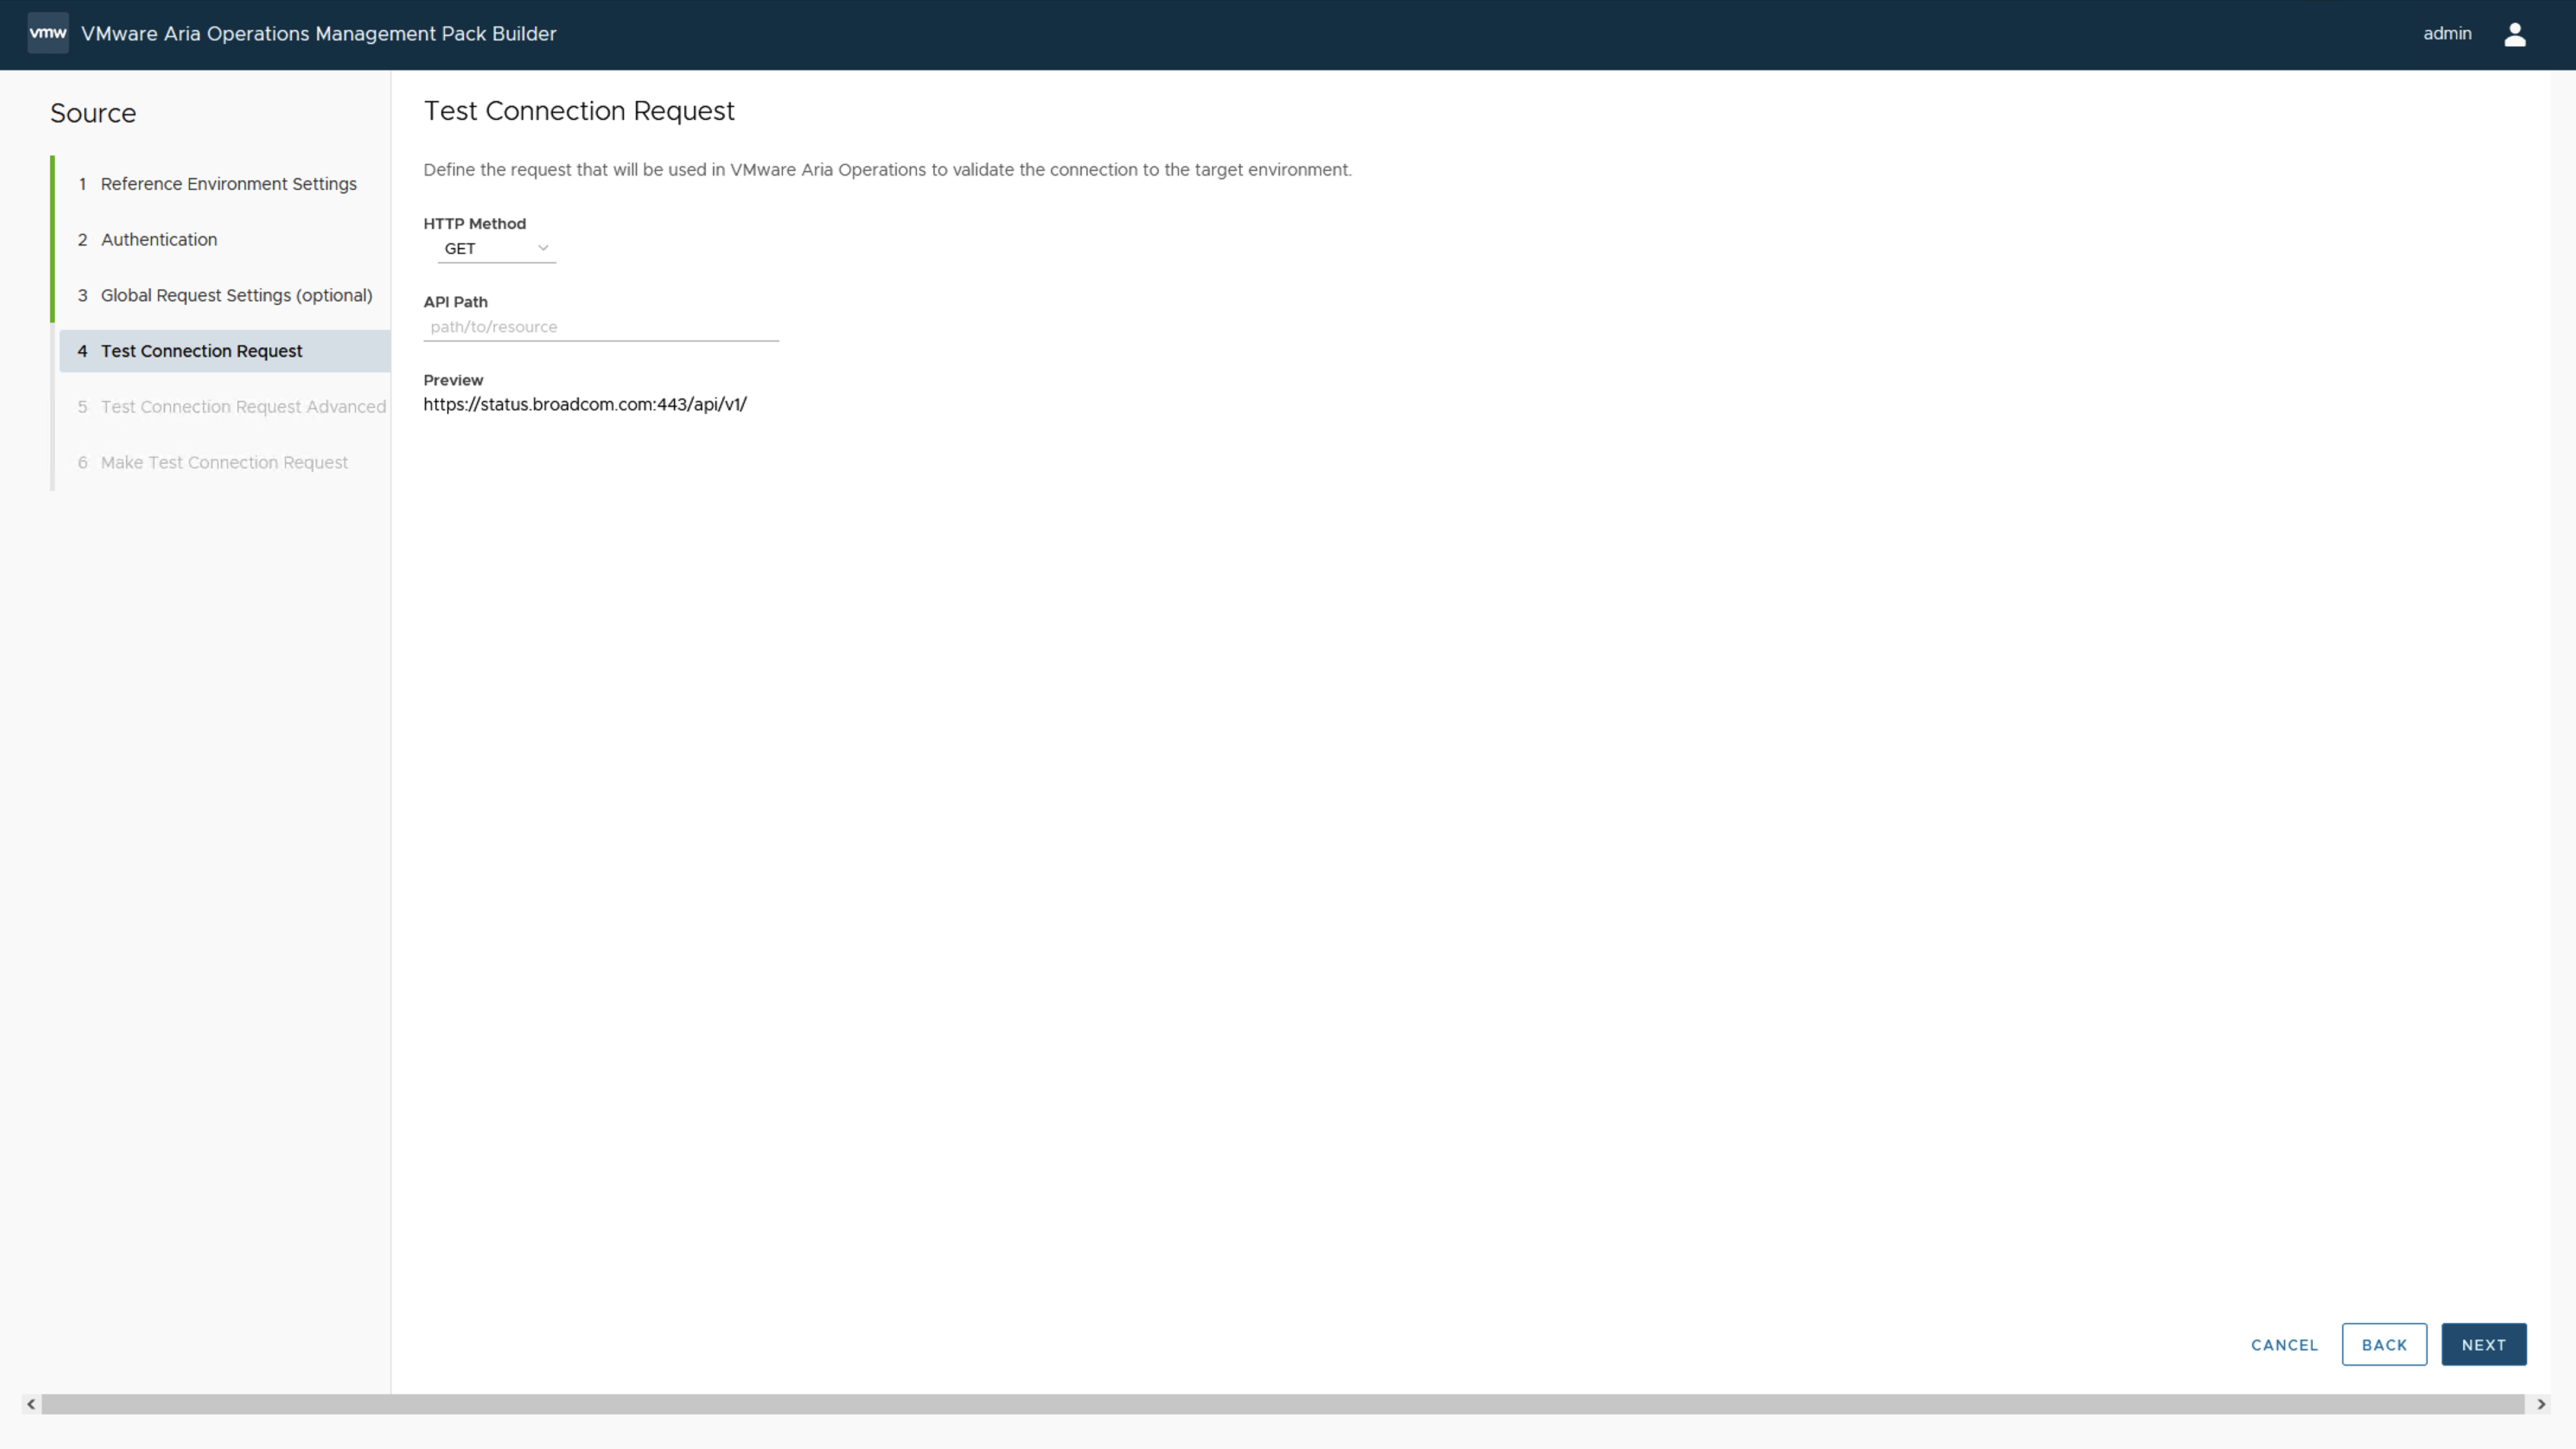 vmw VMware Aria Operations Management Pack Builder
admin
Source
1 Reference Environment Settings
2 Authentication
3 Global Request Settings (optional)
4 Test Connection Request
5 Test Connection Request Advanced
6 Make Test Connection Request
Test Connection Request
Define the request that will be used in VMware Aria Operations to validate the connection to the target environment.
HTTP Method
GET
API Path
path/to/resource
Preview
https://status.broadcom.com:443/api/v1/
CANCEL
BACK
NEXT